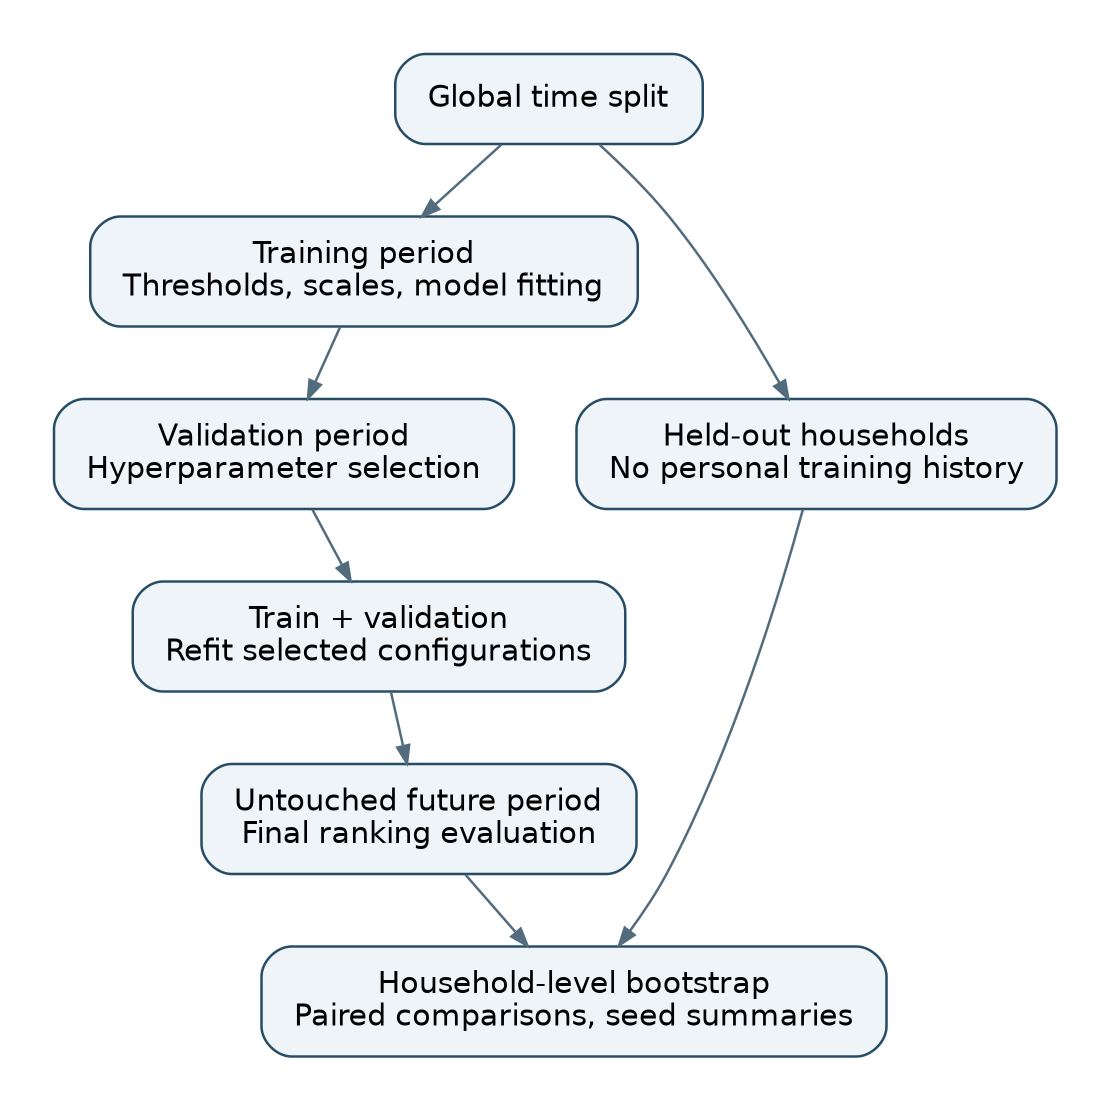 Global time split
Training period
Thresholds, scales, model fitting
Validation period
Hyperparameter selection
Held-out households
No personal training history
Train + validation
Refit selected configurations
Untouched future period
Final ranking evaluation
Household-level bootstrap
Paired comparisons, seed summaries